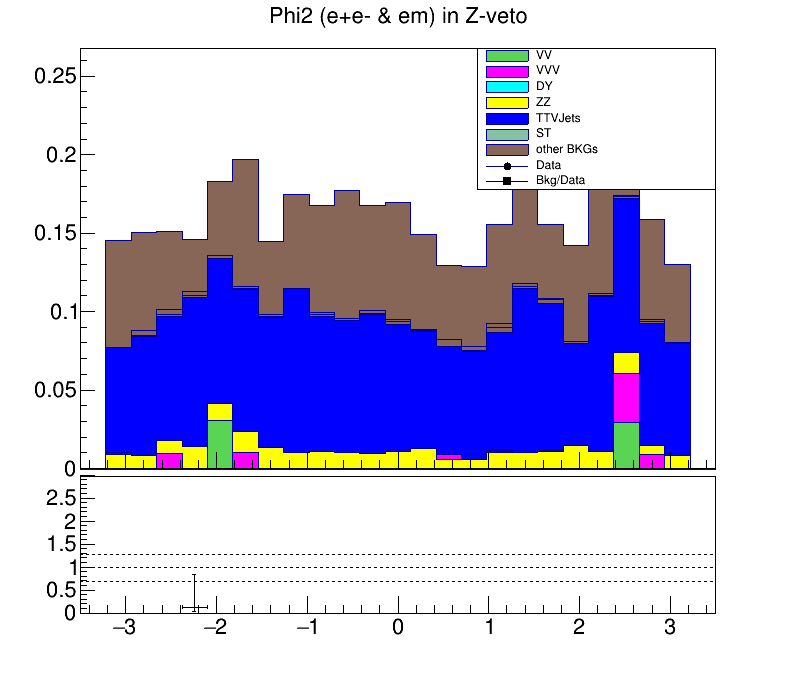 Phi2 (e+e- & em) in Z-veto
0.25
0.2
0.15
0.1
0.05
0
VV
VVV
DY
ZZ
TTVJets
ST
other BKGs
Data
Bkg/Data
2.5
2
1.5
1
0.5
0
−3 −2 −1 0 1 2 3